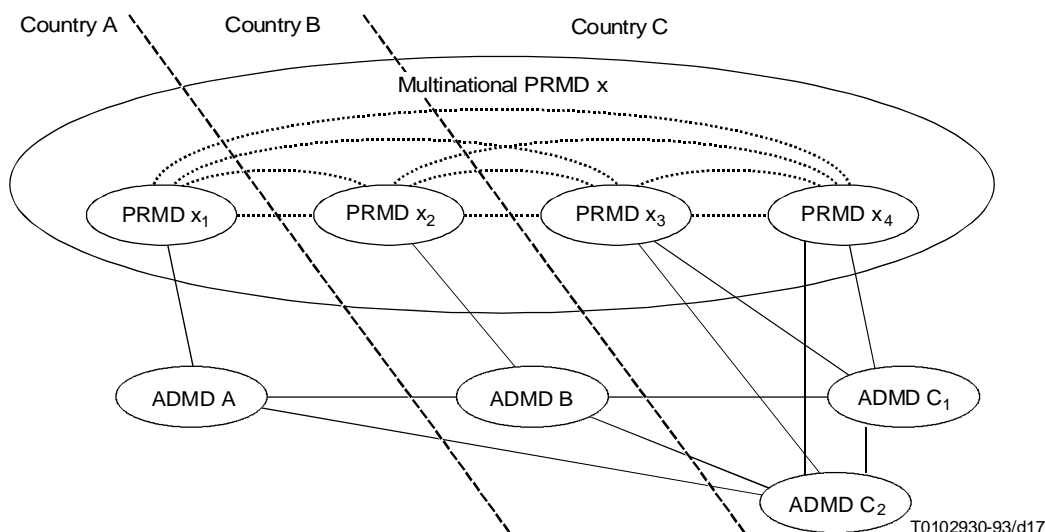 Country A
Country B
Country C
Multinational PRMD x
PRMD x₁
PRMD x₂
PRMD x₃
PRMD x₄
ADMD A
ADMD B
ADMD C₁
ADMD C₂
T0102930-93/d17